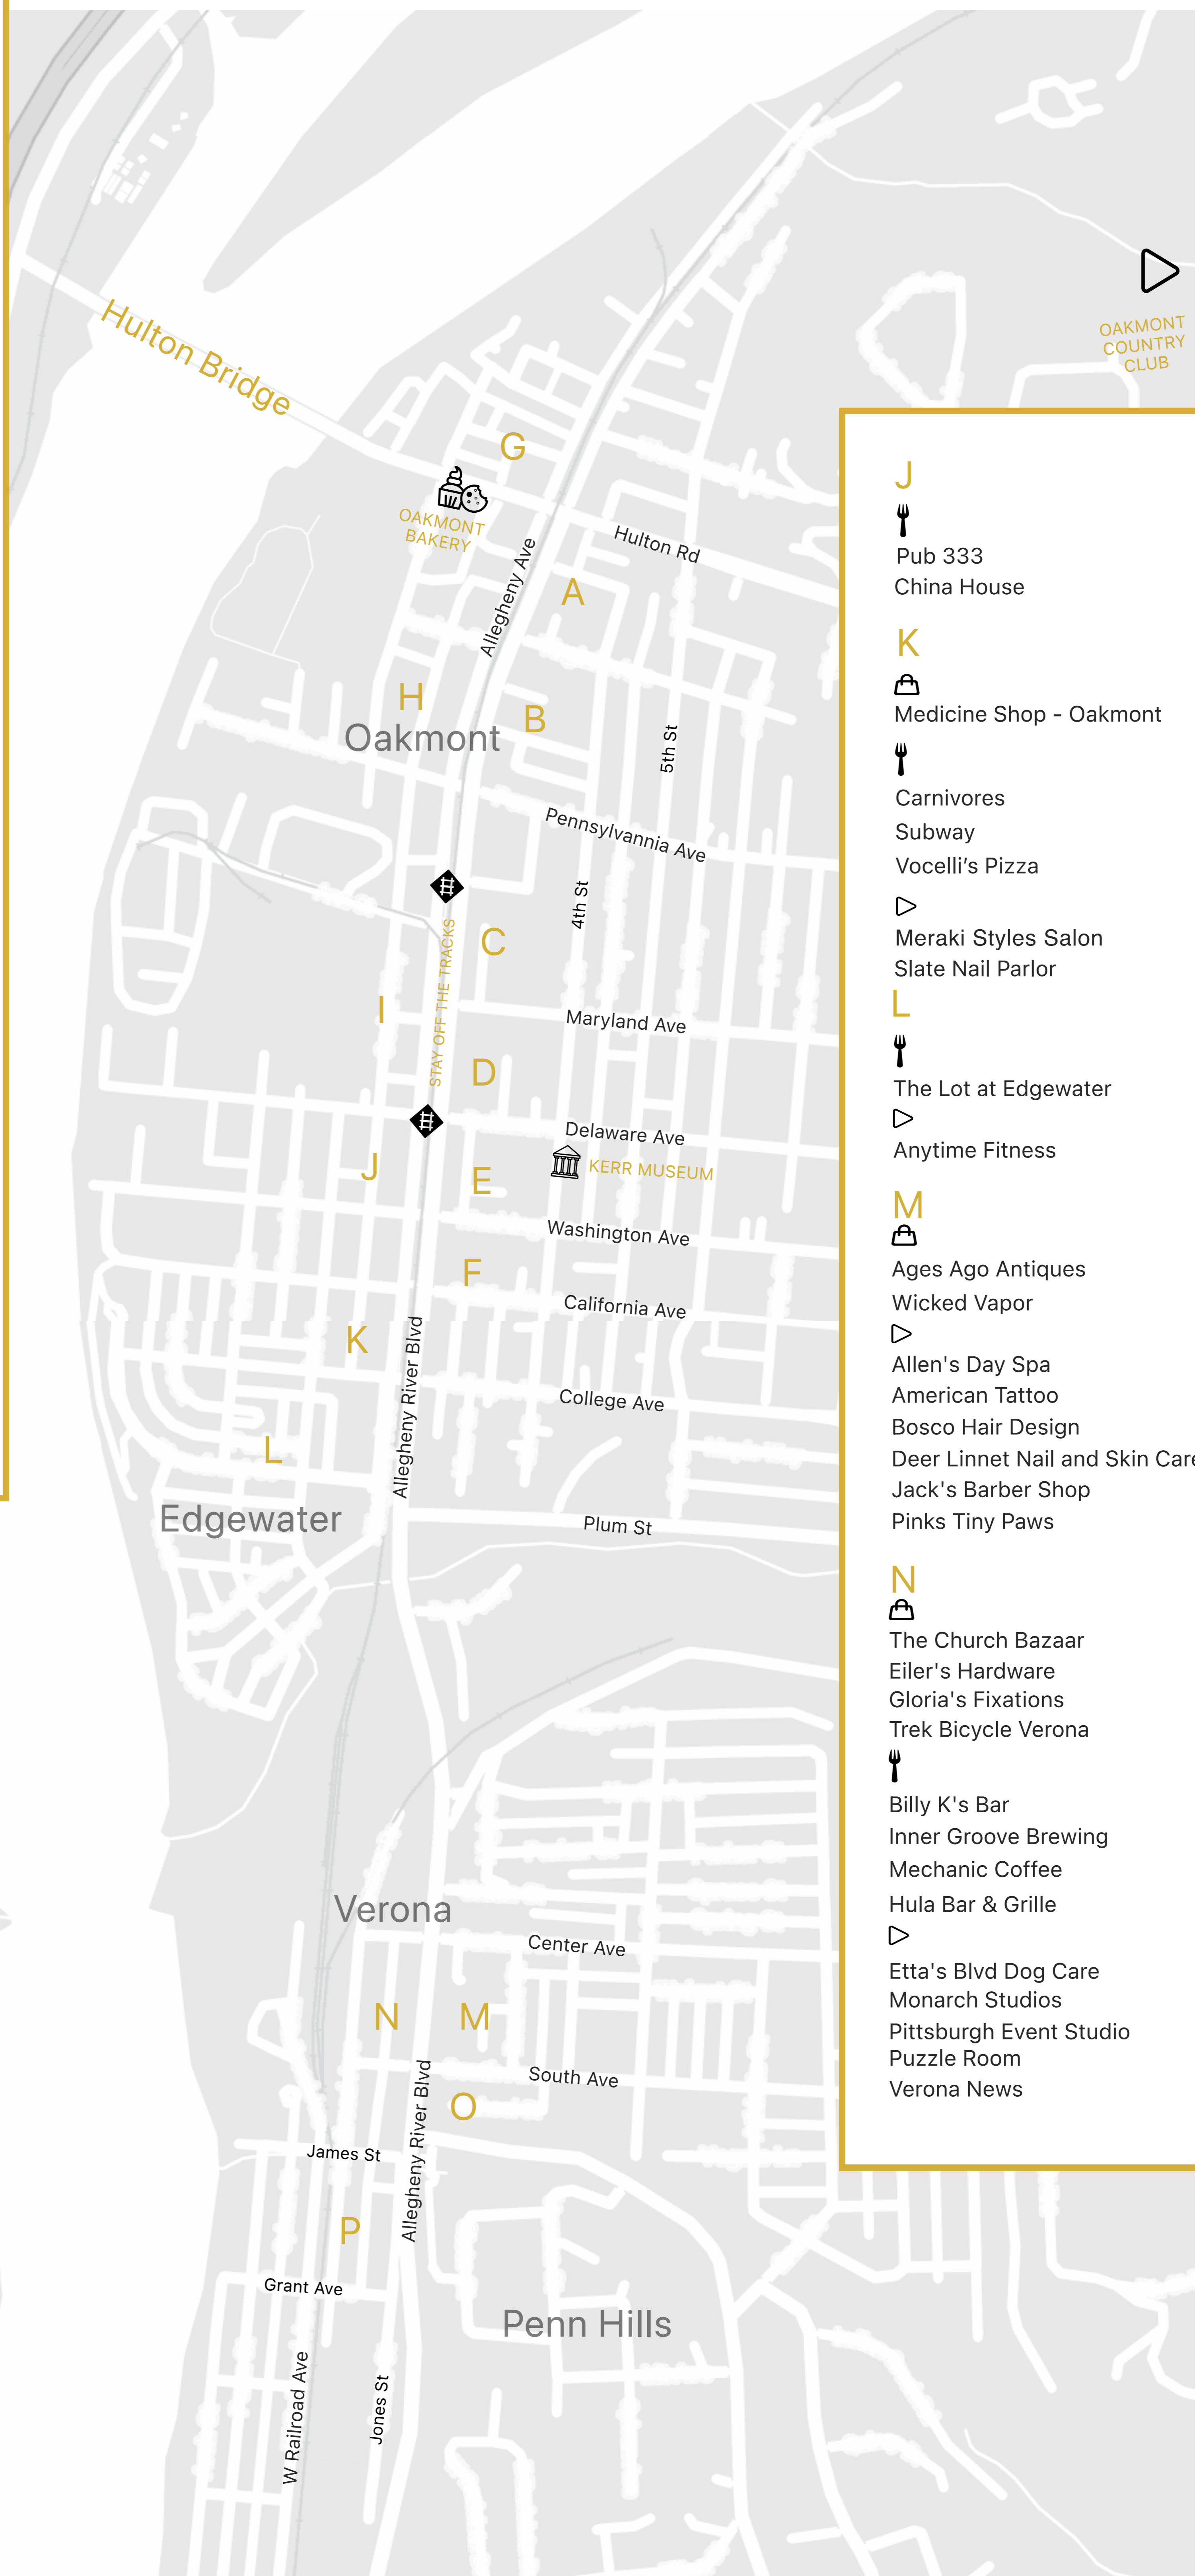 Hulton Bridge
OAKMONT
COUNTRY
CLUB
G
OAKMONT
BAKERY
Hulton Rd
Allegheny Ave
A
H
B
Oakmont
5th St
Pennsylvannia Ave
4th St
C
STAY OFF THE TRACKS
I
Maryland Ave
D
Delaware Ave
J
E
KERR MUSEUM
Washington Ave
F
California Ave
K
Allegheny River Blvd
College Ave
L
Edgewater
Plum St
Verona
Center Ave
N
M
South Ave
O
Allegheny River Blvd
James St
P
Grant Ave
Penn Hills
W Railroad Ave
Jones St
J
Pub 333
China House
K
Medicine Shop - Oakmont
Carnivores
Subway
Vocelli’s Pizza
Meraki Styles Salon
Slate Nail Parlor
L
The Lot at Edgewater
Anytime Fitness
M
Ages Ago Antiques
Wicked Vapor
Allen's Day Spa
American Tattoo
Bosco Hair Design
Deer Linnet Nail and Skin Care
Jack's Barber Shop
Pinks Tiny Paws
N
The Church Bazaar
Eiler's Hardware
Gloria's Fixations
Trek Bicycle Verona
Billy K's Bar
Inner Groove Brewing
Mechanic Coffee
Hula Bar & Grille
Etta's Blvd Dog Care
Monarch Studios
Pittsburgh Event Studio
Puzzle Room
Verona News